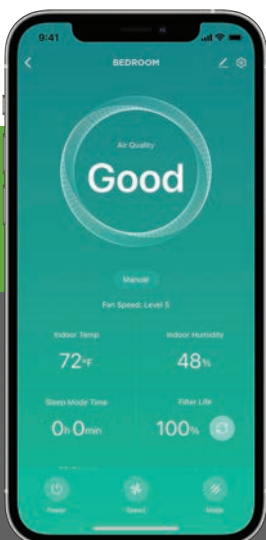 9:41
BEDROOM
Air Quality
Good
Manual
Fan Speed: Level 5
Indoor Temp
Indoor Humidity
72°F
48%
Sleep Mode Time
Filter Life
0h 0min
100%
Power
Speed
Mode